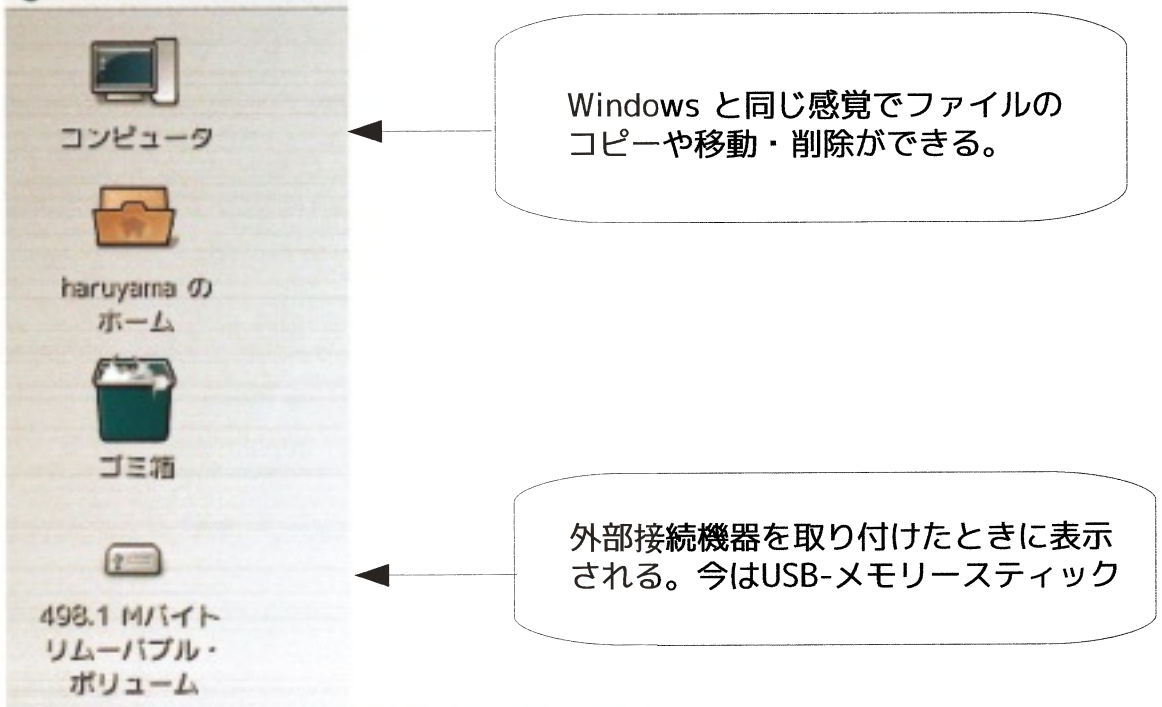 コンピュータ
Windows と同じ感覚でファイルの
コピーや移動・削除ができる。
haruyama の
ホーム
ゴミ箱
外部接続機器を取り付けたときに表示
される。今はUSB-メモリースティック
498.1 Mバイト
リムーバブル・
ボリューム